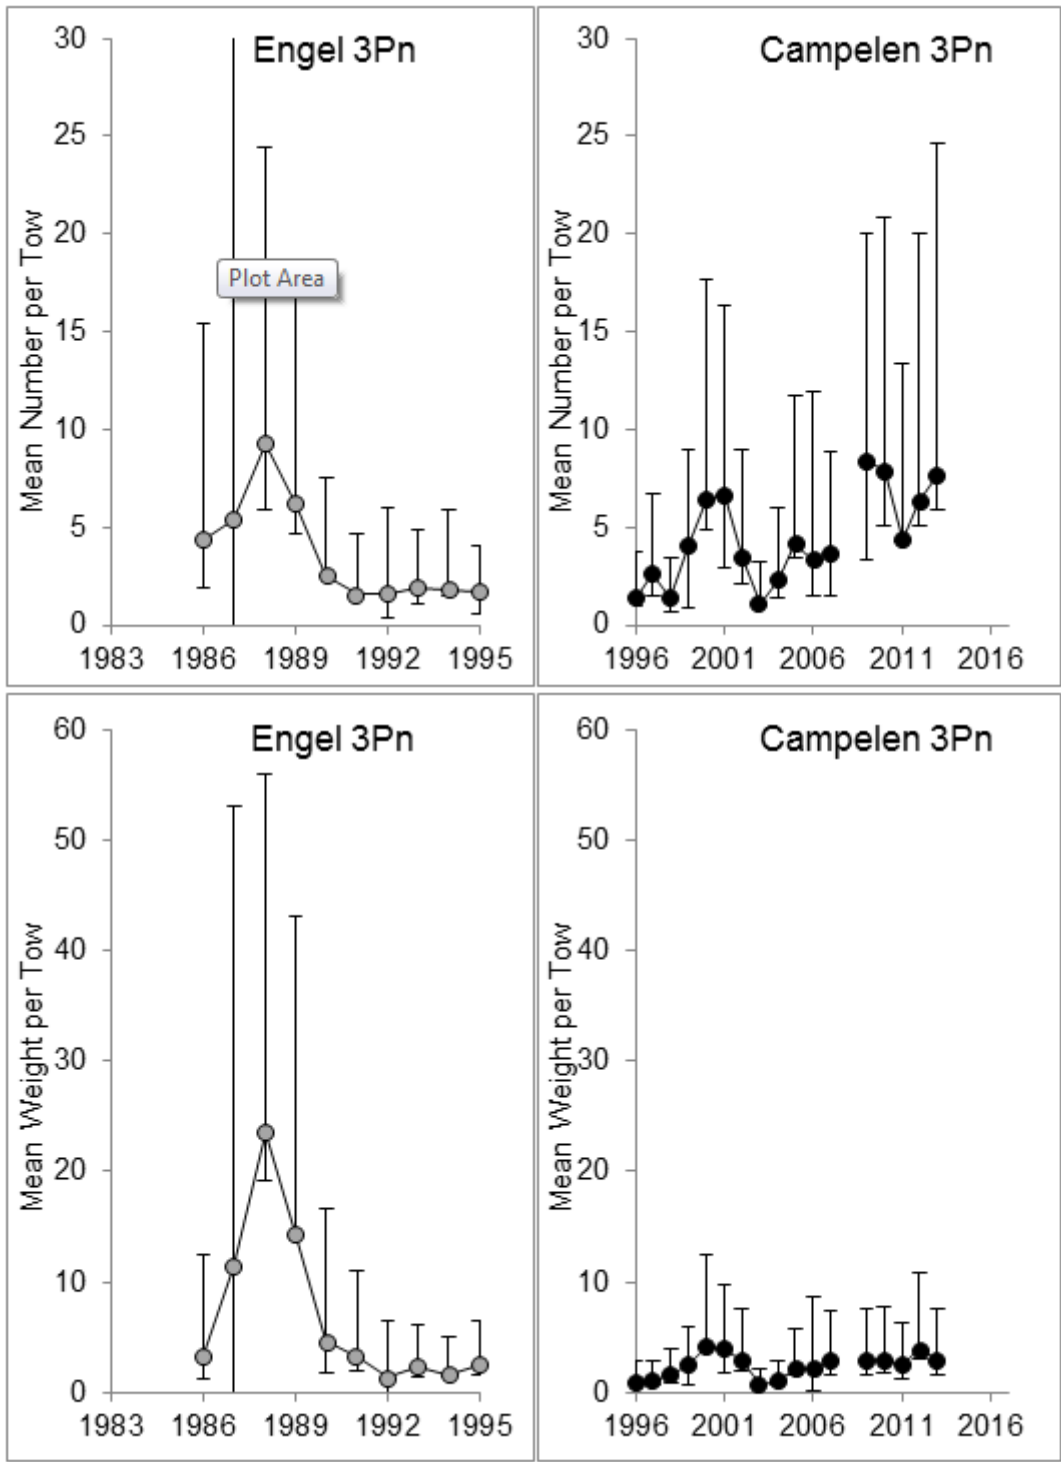 Engel 3Pn
Mean Number per Tow
30
25
20
15
10
5
0
Plot Area
1983 1986 1989 1992 1995
Campelen 3Pn
Mean Number per Tow
30
25
20
15
10
5
0
1996 2001 2006 2011 2016
Engel 3Pn
Mean Weight per Tow
60
50
40
30
20
10
0
1983 1986 1989 1992 1995
Campelen 3Pn
Mean Weight per Tow
60
50
40
30
20
10
0
1996 2001 2006 2011 2016